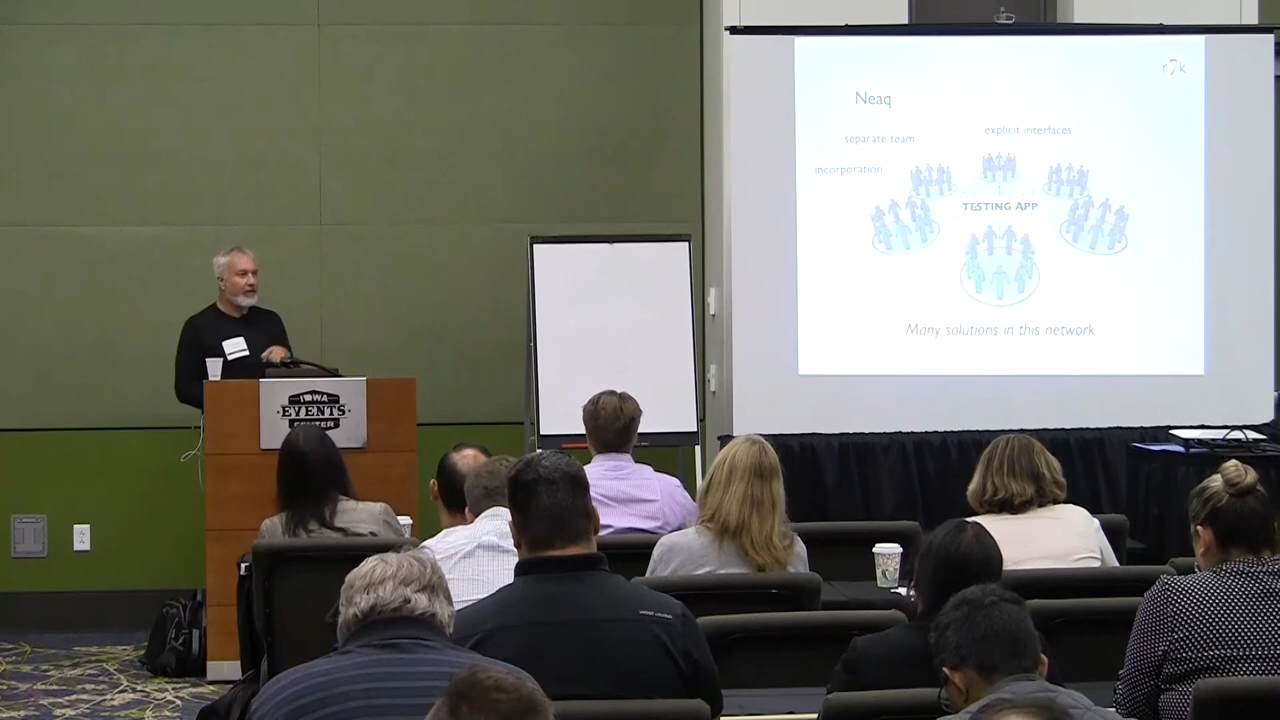 r7k
Neaq
explicit interfaces
separate team
incorporation
TESTING APP
Many solutions in this network
IOWA
EVENTS
CENTER